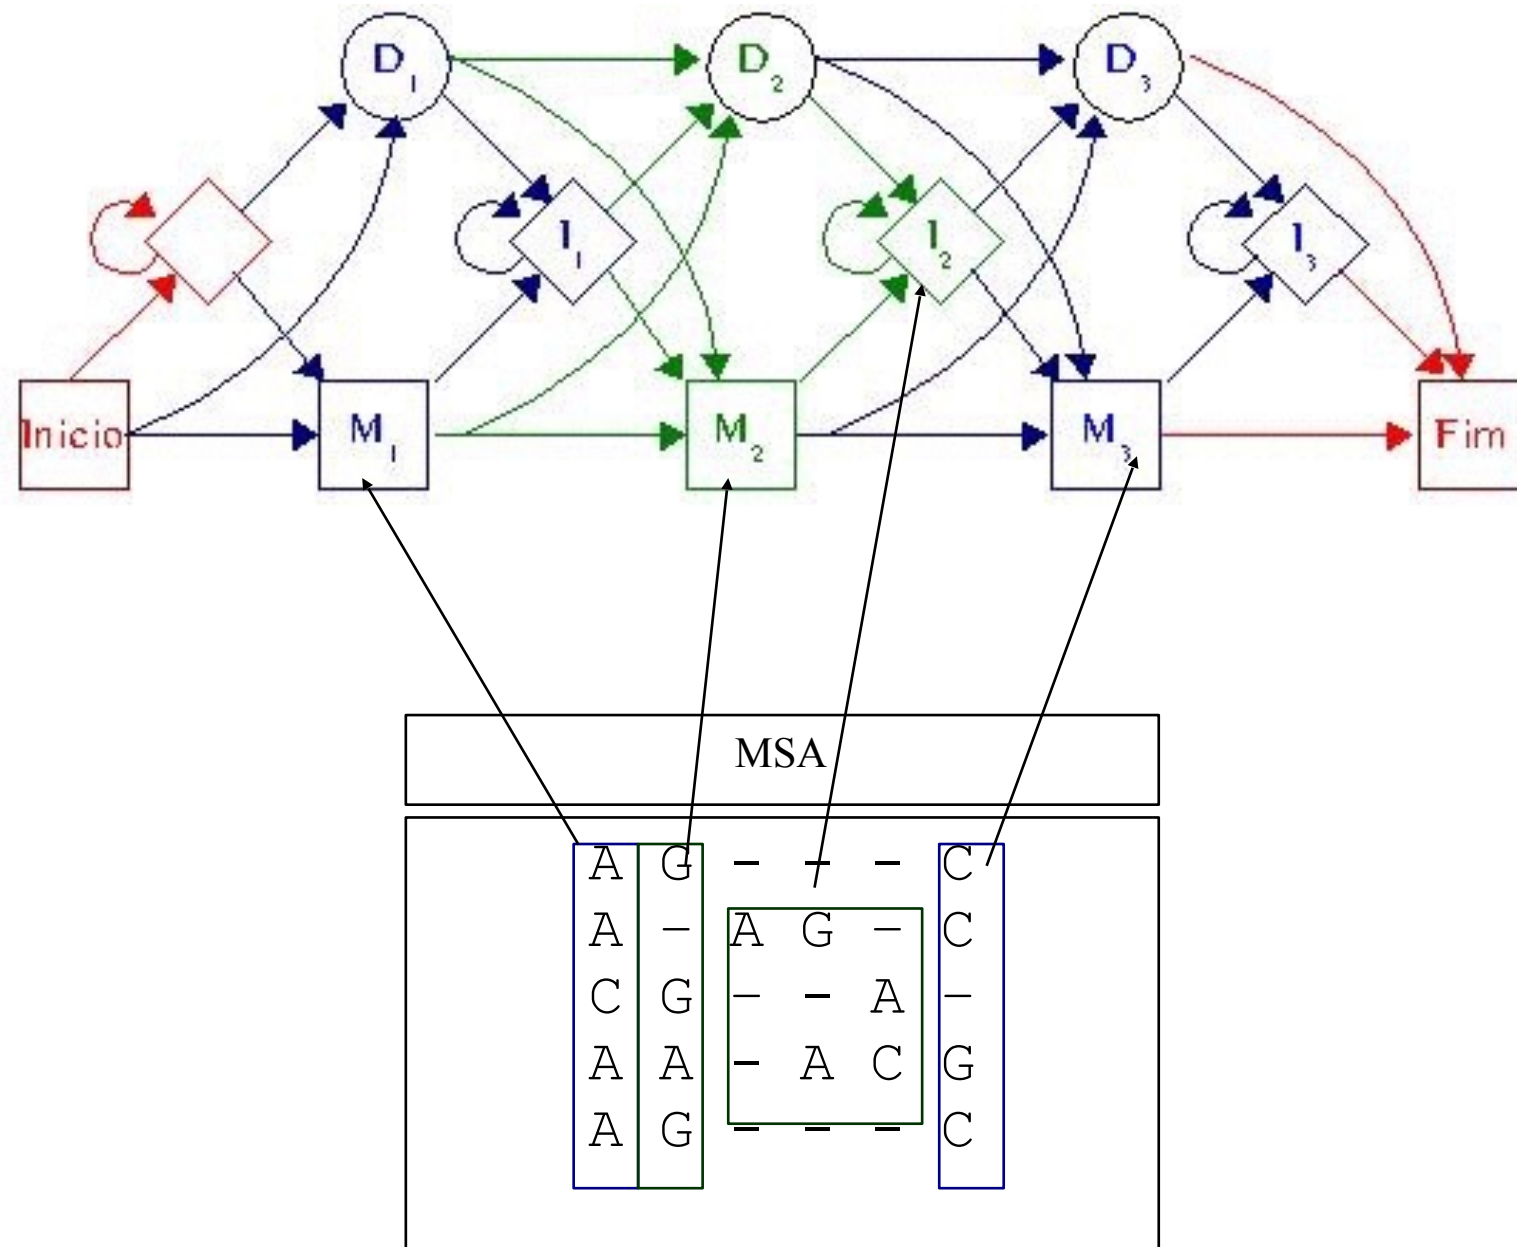 D1 D2 D3
I1 I2 I3
Inicio M1 M2 M3 Fim
MSA
A G - - - C
A - A G - C
C G - - A -
A A - A C G
A G - - - C